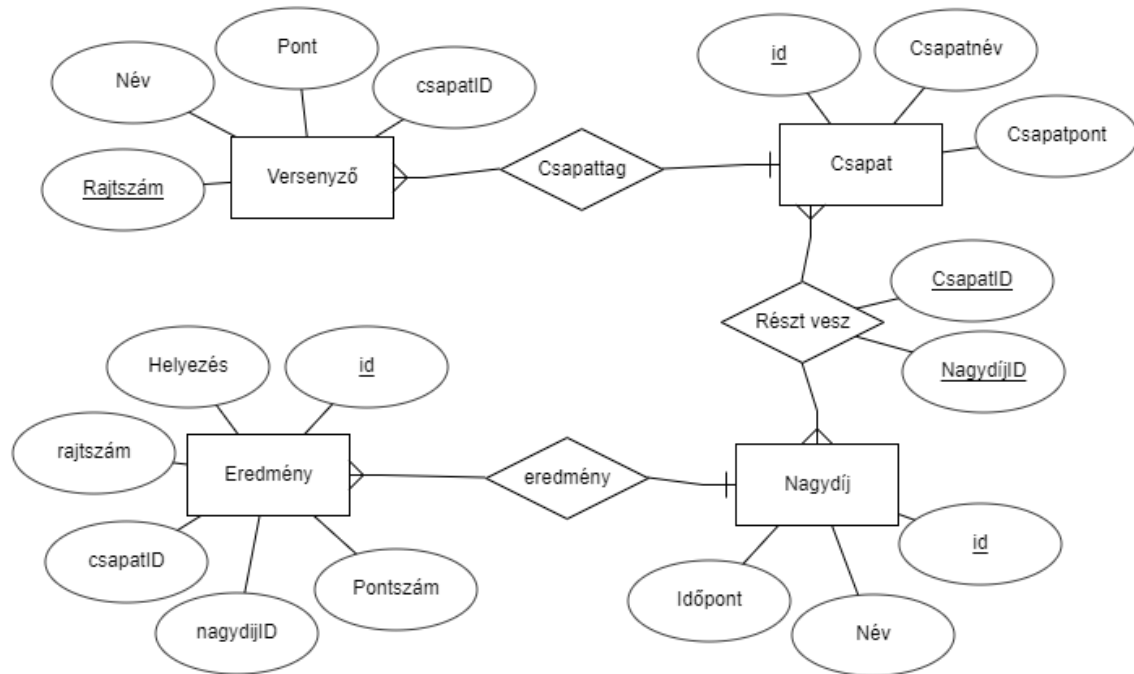 Pont
id
Csapatnév
Név
csapatID
Csapatpont
Versenyző
Csapattag
Csapat
Rajtszám
CsapatID
Részt vesz
NagydíjID
Helyezés
id
rajtszám
Eredmény
eredmény
Nagydíj
csapatID
Pontszám
id
Időpont
nagydijID
Név